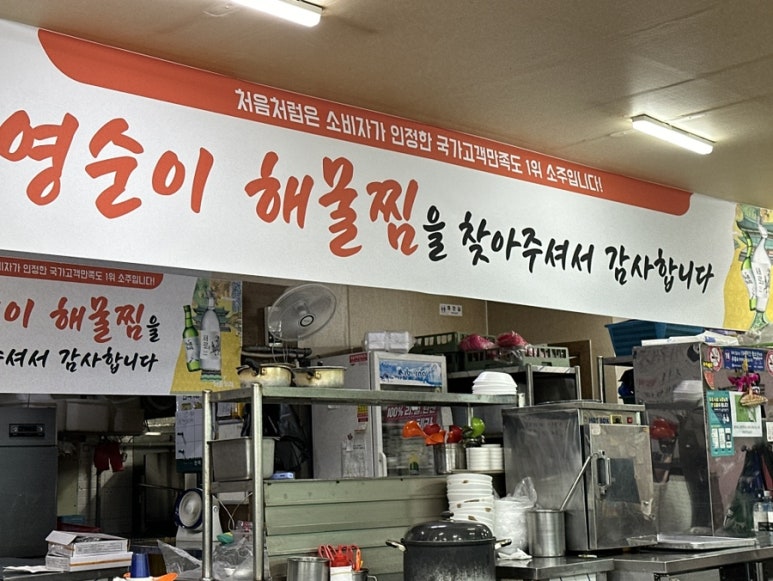 처음처럼은 소비자가 인정한 국가고객만족도 1위 소주입니다!
영순이 해물찜을 찾아주셔서 감사합니다
인정한 국가고객만족도 1위 소주입니다!
이 해물찜을
셔서 감사합니다